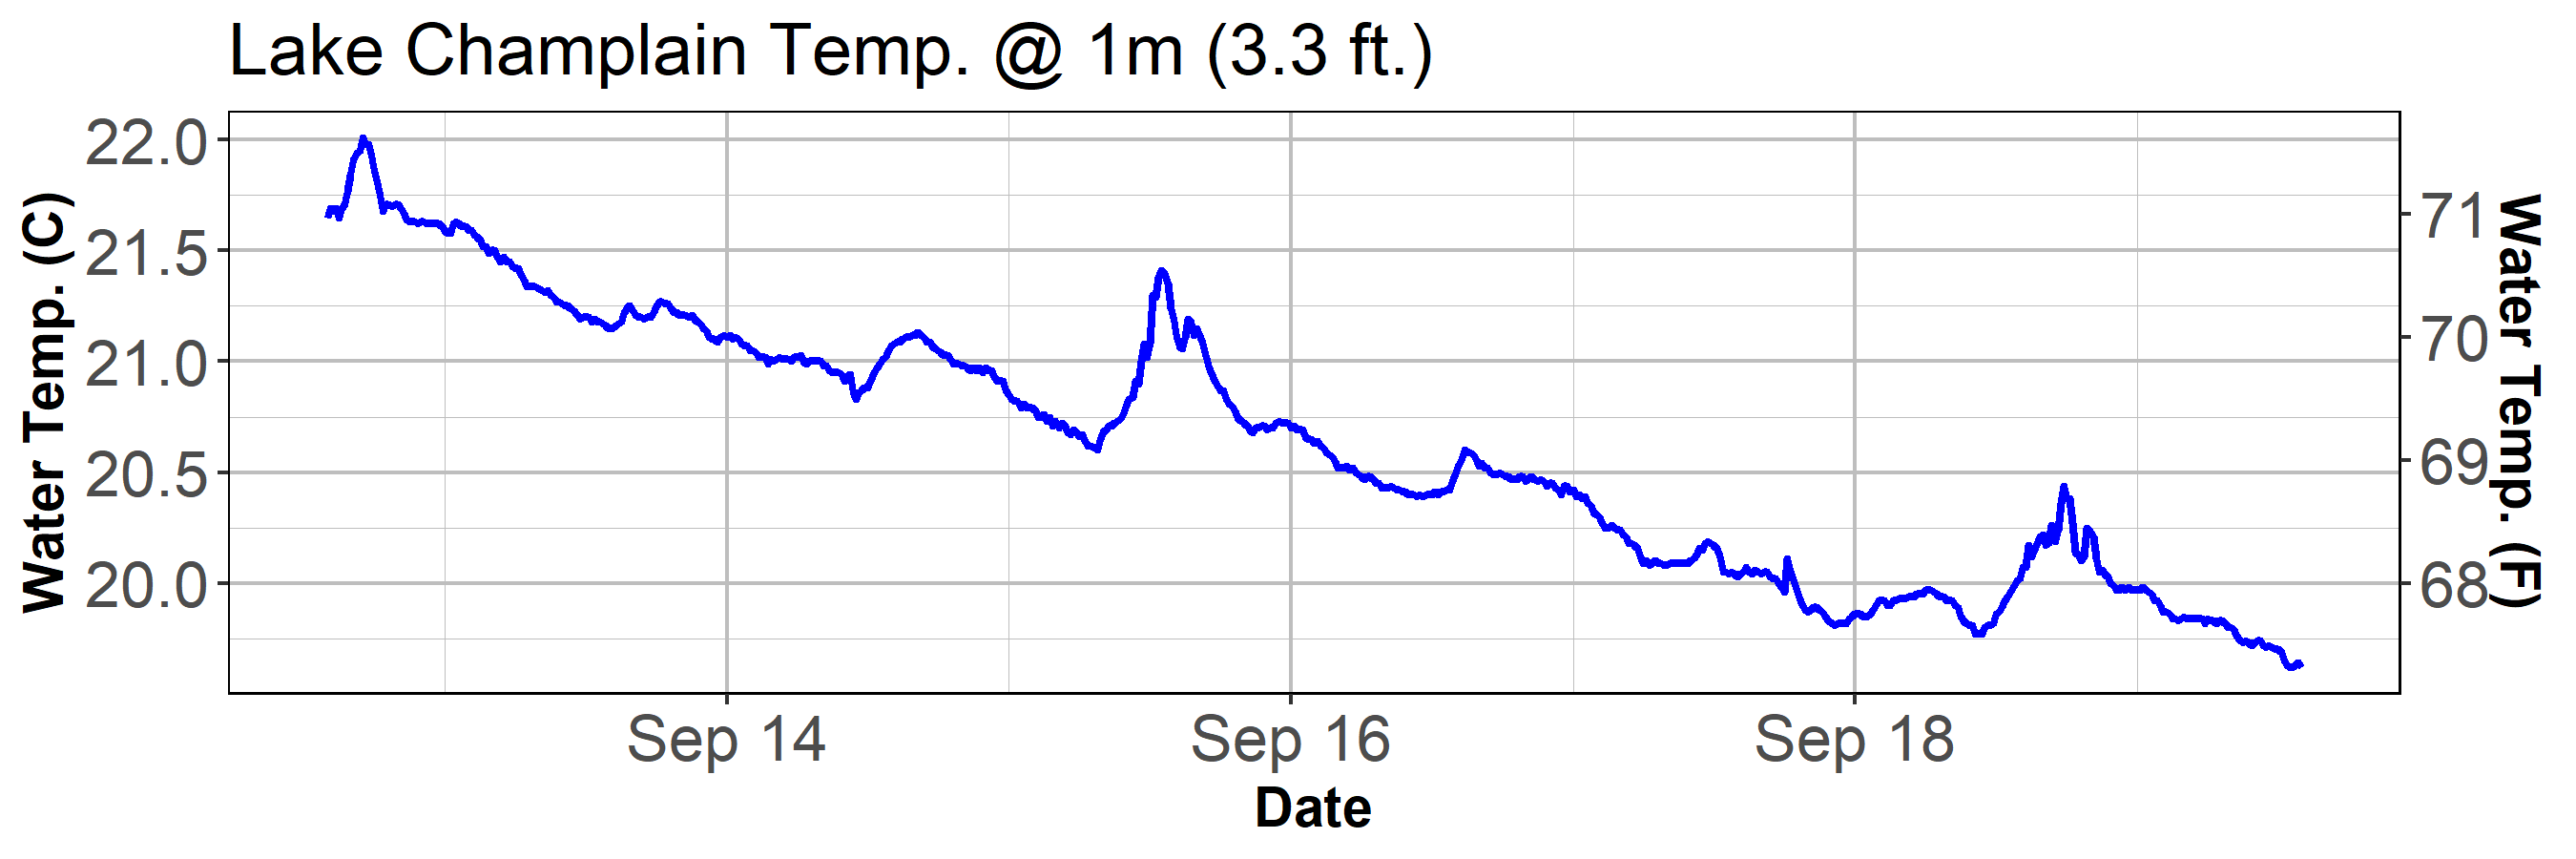 Lake Champlain Temp. @ 1m (3.3 ft.)
Water Temp. (C)
22.0
21.5
21.0
20.5
20.0
71
70
69
68
Water Temp. (F)
Sep 14
Sep 16
Sep 18
Date